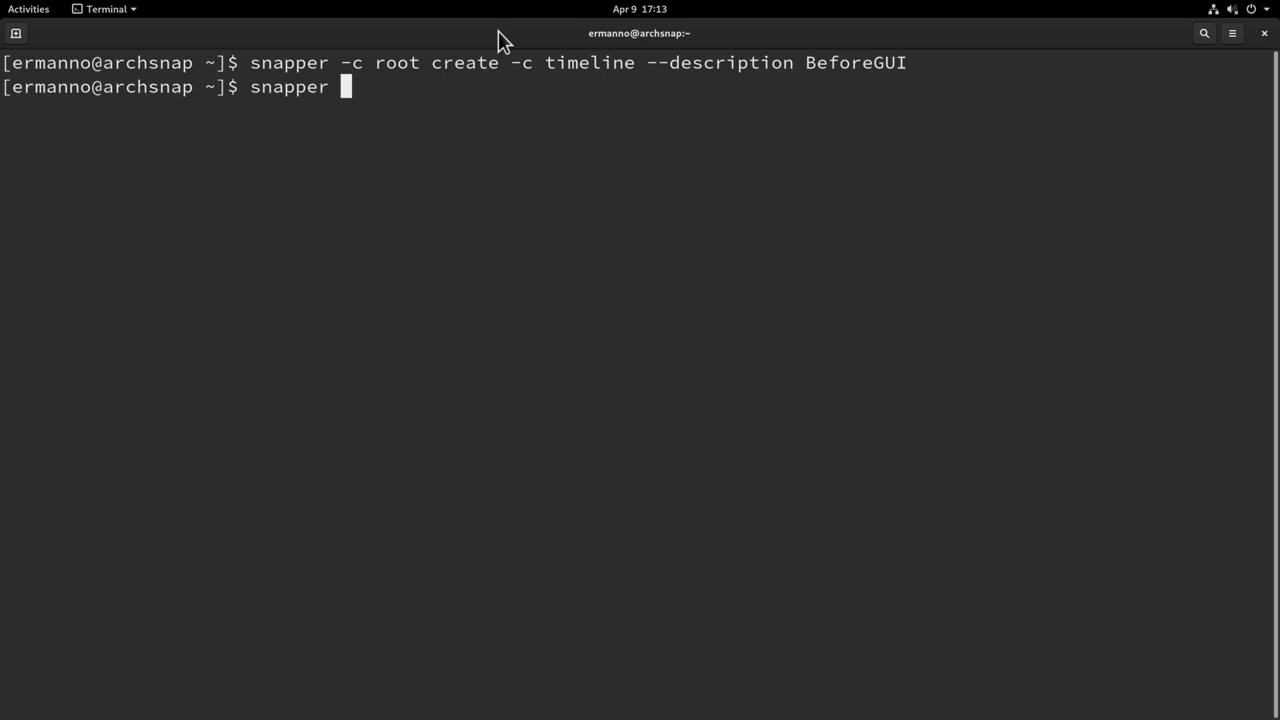 Activities Terminal Apr 9 17:13
ermanno@archsnap:~
[ermanno@archsnap ~]$ snapper -c root create -c timeline --description BeforeGUI
[ermanno@archsnap ~]$ snapper